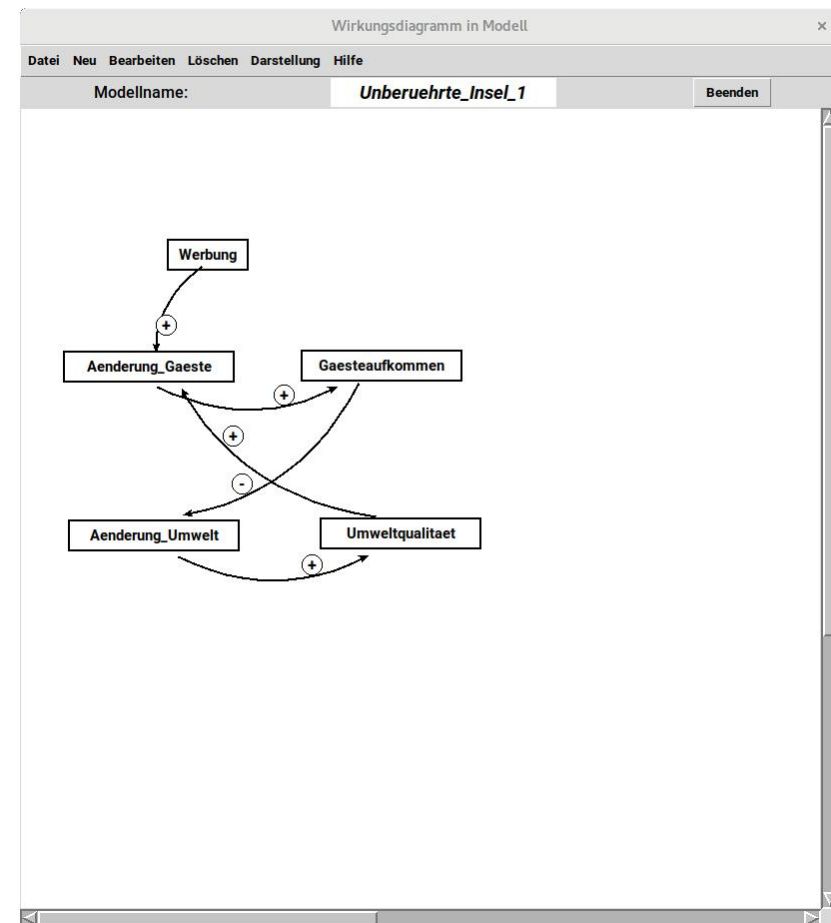 Wirkungsdiagramm in Modell ×
Datei Neu Bearbeiten Löschen Darstellung Hilfe
Modellname: Unberuehrte_Insel_1 Beenden
Werbung
+
Aenderung_Gaeste Gaesteaufkommen
+
+
-
Aenderung_Umwelt Umweltqualitaet
+